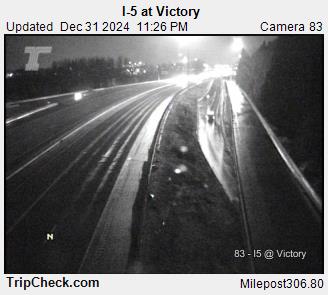 I-5 at Victory
Updated Dec 31 2024 11:26 PM Camera 83
N
83 - I5 @ Victory
TripCheck.com Milepost306.80